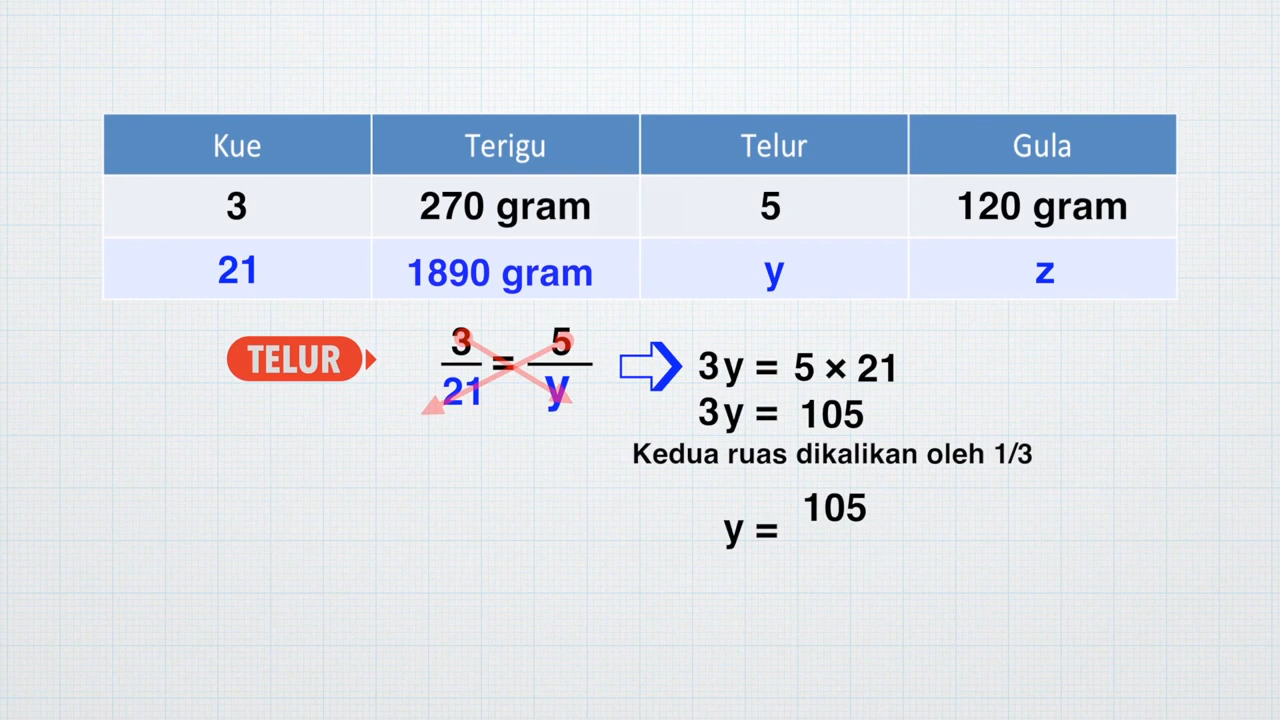 Kue Terigu Telur Gula
3 270 gram 5 120 gram
21 1890 gram y z
TELUR
3 = 5
21 y
3y = 5 × 21
3y = 105
Kedua ruas dikalikan oleh 1/3
105
y =